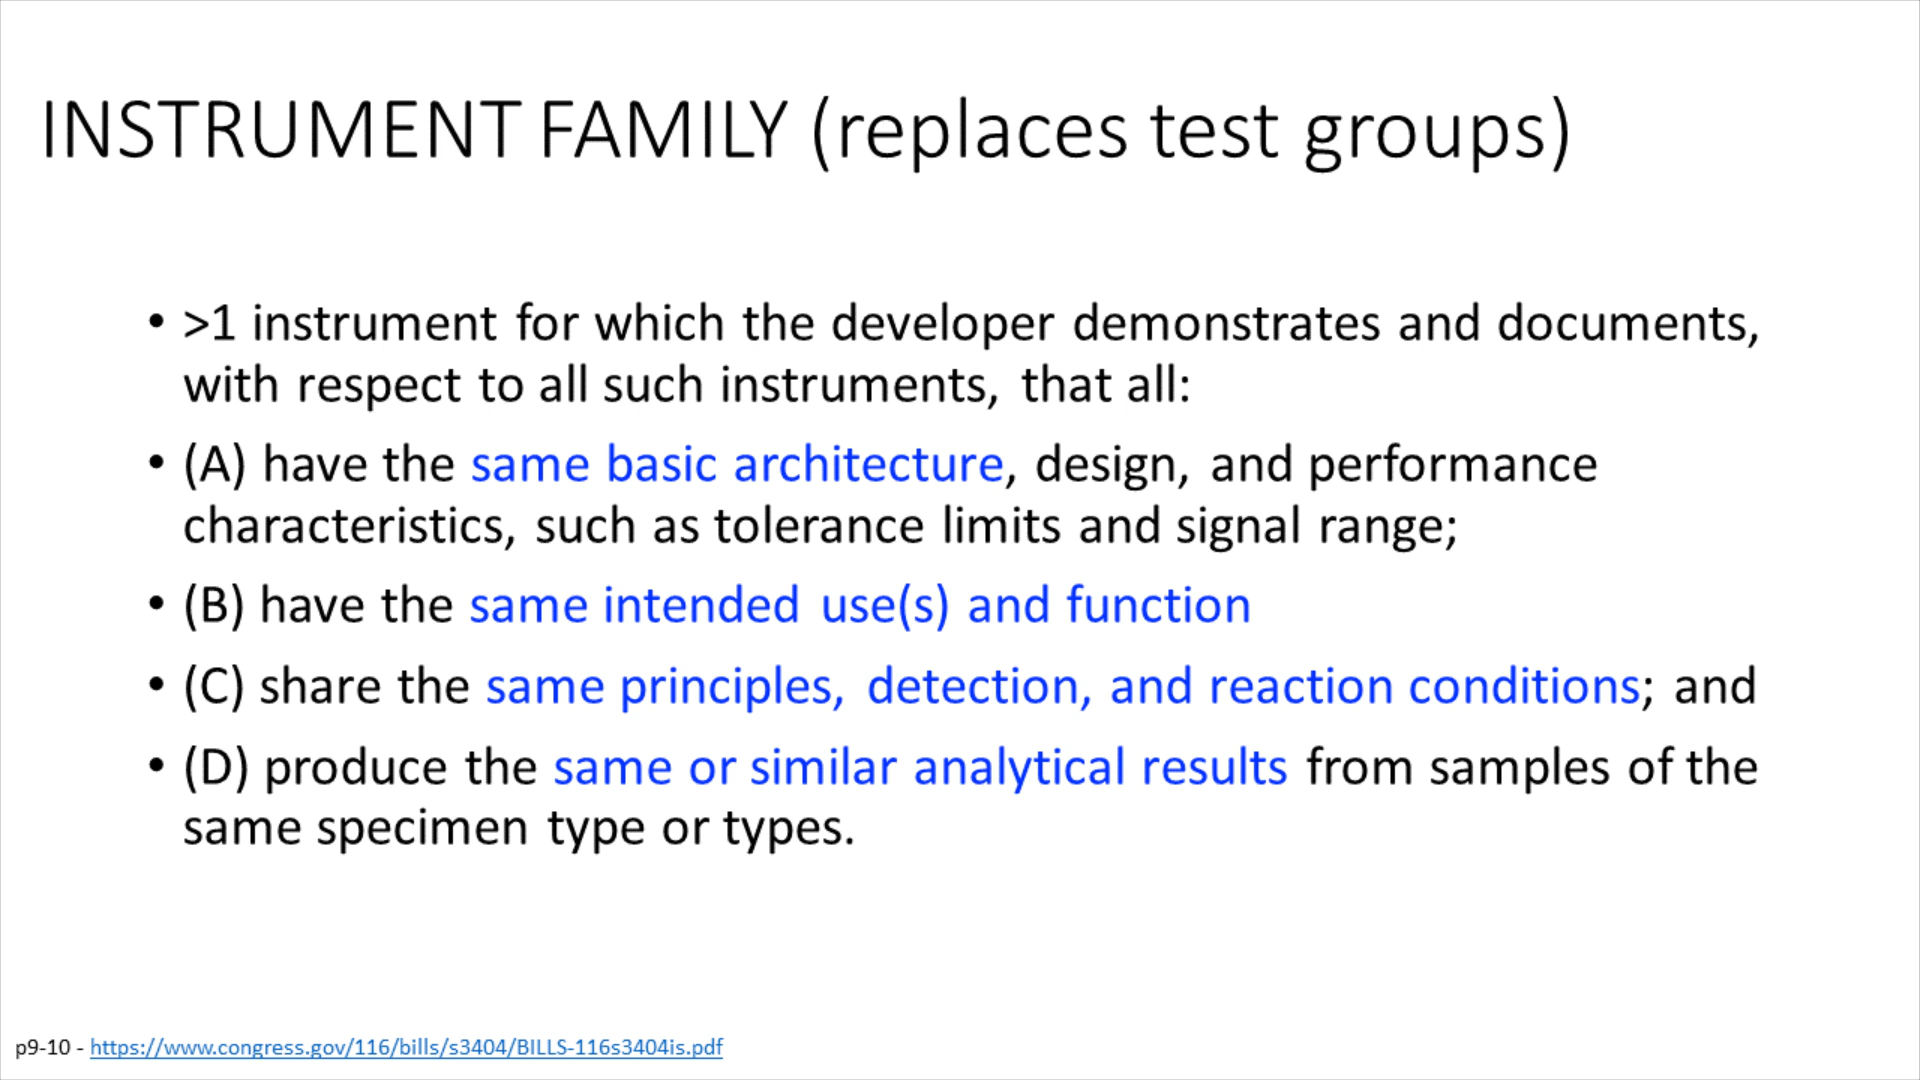 INSTRUMENT FAMILY (replaces test groups)
• >1 instrument for which the developer demonstrates and documents,
with respect to all such instruments, that all:
• (A) have the same basic architecture, design, and performance
characteristics, such as tolerance limits and signal range;
• (B) have the same intended use(s) and function
• (C) share the same principles, detection, and reaction conditions; and
• (D) produce the same or similar analytical results from samples of the
same specimen type or types.
p9-10 - https://www.congress.gov/116/bills/s3404/BILLS-116s3404is.pdf